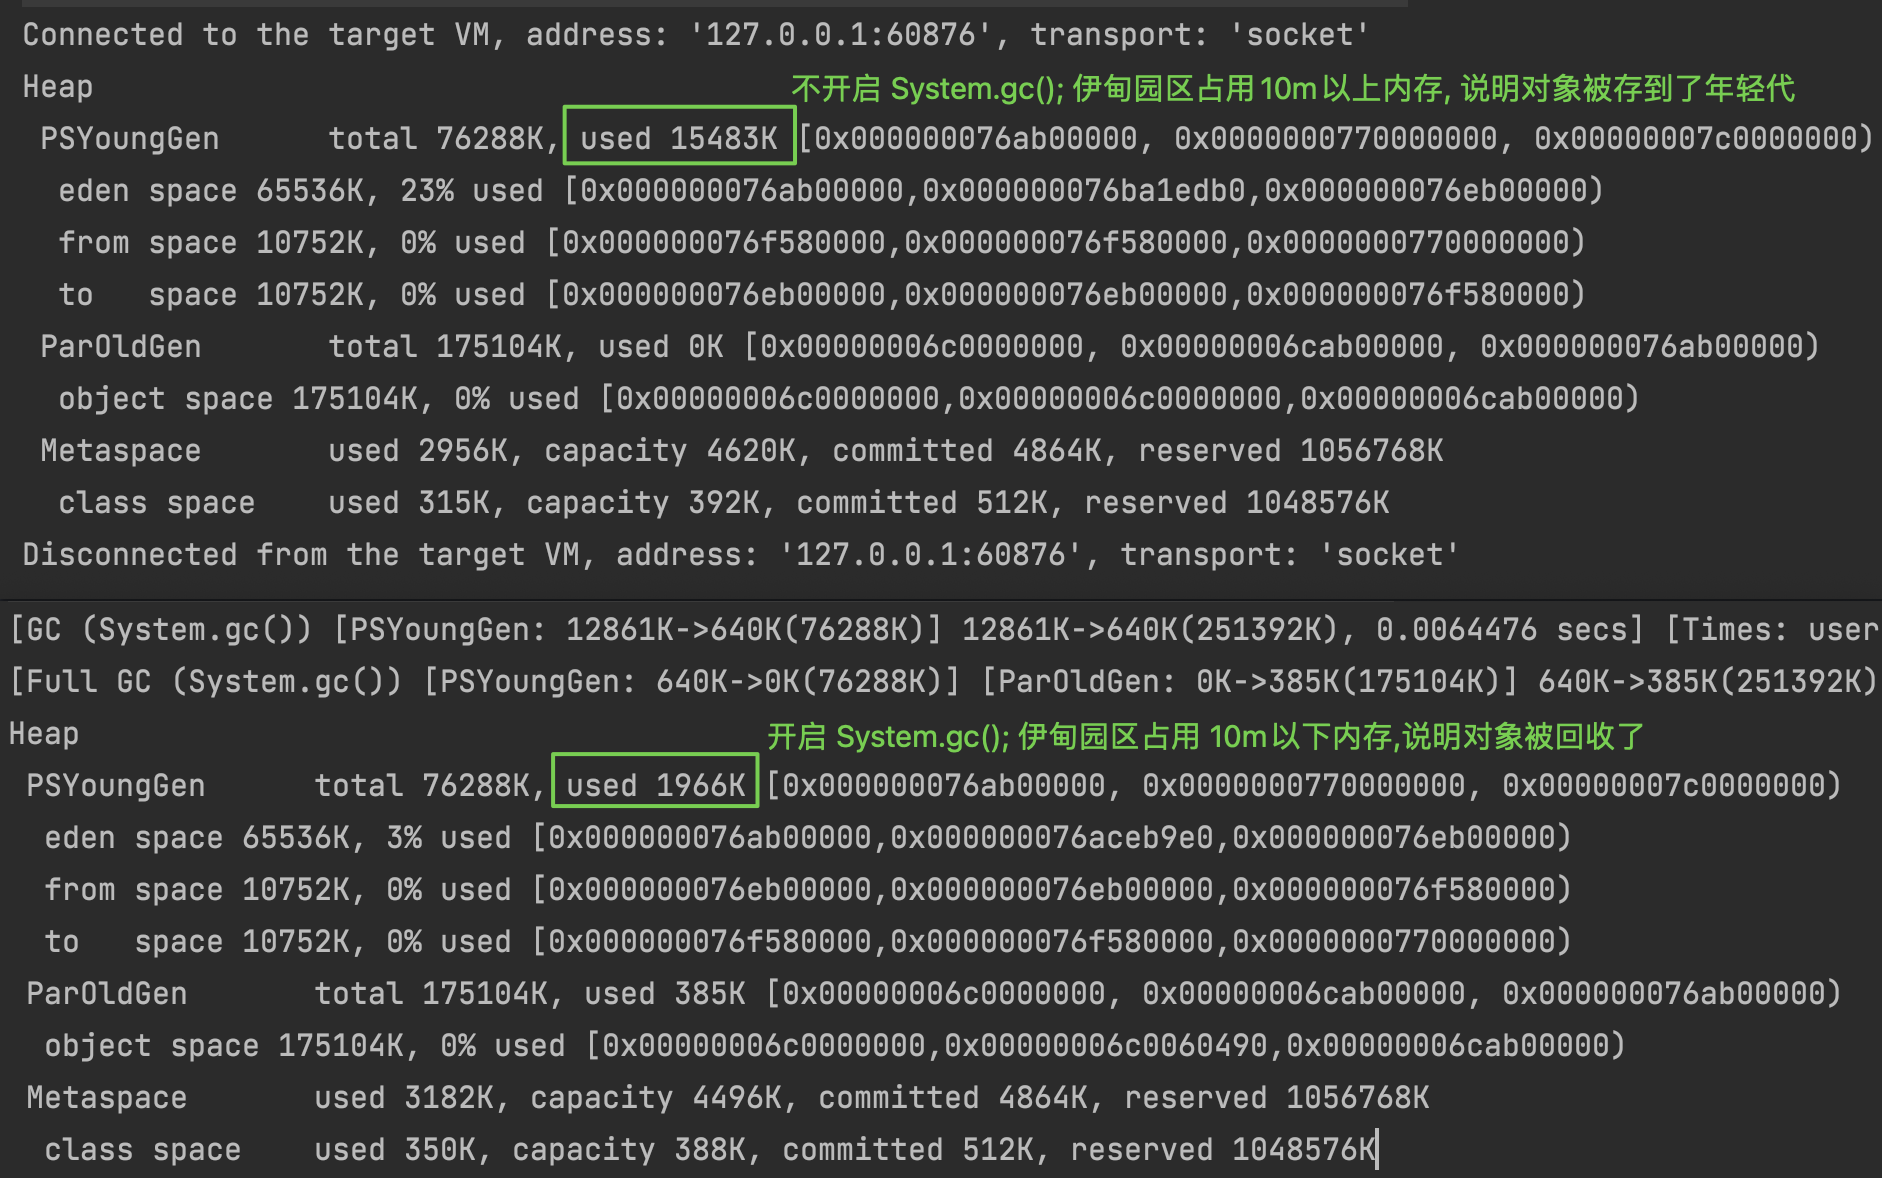 Connected to the target VM, address: '127.0.0.1:60876', transport: 'socket'
Heap
不开启 System.gc(); 伊甸园区占用10m以上内存, 说明对象被存到了年轻代
PSYoungGen      total 76288K, used 15483K [0x000000076ab00000, 0x0000000770000000, 0x00000007c0000000)
eden space 65536K, 23% used [0x000000076ab00000,0x000000076ba1edb0,0x000000076eb00000)
from space 10752K, 0% used [0x000000076f580000,0x000000076f580000,0x0000000770000000)
to   space 10752K, 0% used [0x000000076eb00000,0x000000076eb00000,0x000000076f580000)
ParOldGen       total 175104K, used 0K [0x00000006c0000000, 0x00000006cab00000, 0x000000076ab00000)
object space 175104K, 0% used [0x00000006c0000000,0x00000006c0000000,0x00000006cab00000)
Metaspace       used 2956K, capacity 4620K, committed 4864K, reserved 1056768K
class space    used 315K, capacity 392K, committed 512K, reserved 1048576K
Disconnected from the target VM, address: '127.0.0.1:60876', transport: 'socket'
[GC (System.gc()) [PSYoungGen: 12861K->640K(76288K)] 12861K->640K(251392K), 0.0064476 secs] [Times: user
[Full GC (System.gc()) [PSYoungGen: 640K->0K(76288K)] [ParOldGen: 0K->385K(175104K)] 640K->385K(251392K)
Heap
开启 System.gc(); 伊甸园区占用 10m以下内存,说明对象被回收了
PSYoungGen      total 76288K, used 1966K [0x000000076ab00000, 0x0000000770000000, 0x00000007c0000000)
eden space 65536K, 3% used [0x000000076ab00000,0x000000076aceb9e0,0x000000076eb00000)
from space 10752K, 0% used [0x000000076eb00000,0x000000076eb00000,0x000000076f580000)
to   space 10752K, 0% used [0x000000076f580000,0x000000076f580000,0x0000000770000000)
ParOldGen       total 175104K, used 385K [0x00000006c0000000, 0x00000006cab00000, 0x000000076ab00000)
object space 175104K, 0% used [0x00000006c0000000,0x00000006c0060490,0x00000006cab00000)
Metaspace       used 3182K, capacity 4496K, committed 4864K, reserved 1056768K
class space    used 350K, capacity 388K, committed 512K, reserved 1048576K